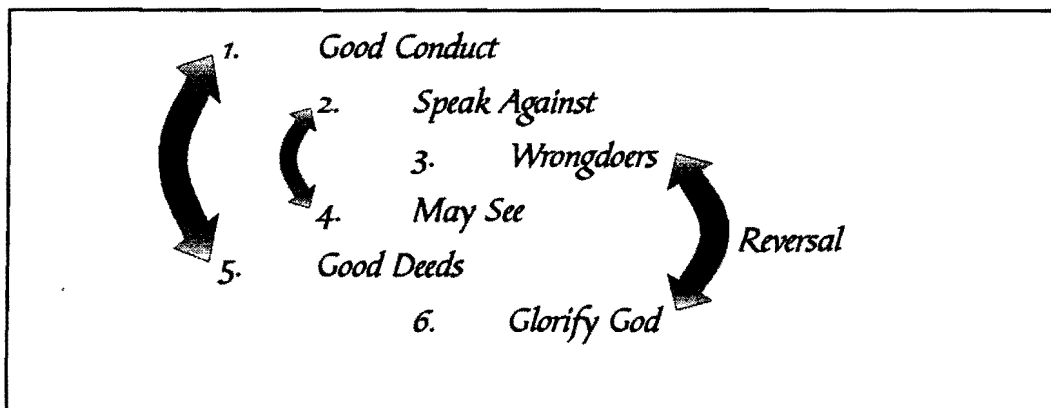 1. Good Conduct
2. Speak Against
3. Wrongdoers
4. May See
Reversal
5. Good Deeds
6. Glorify God